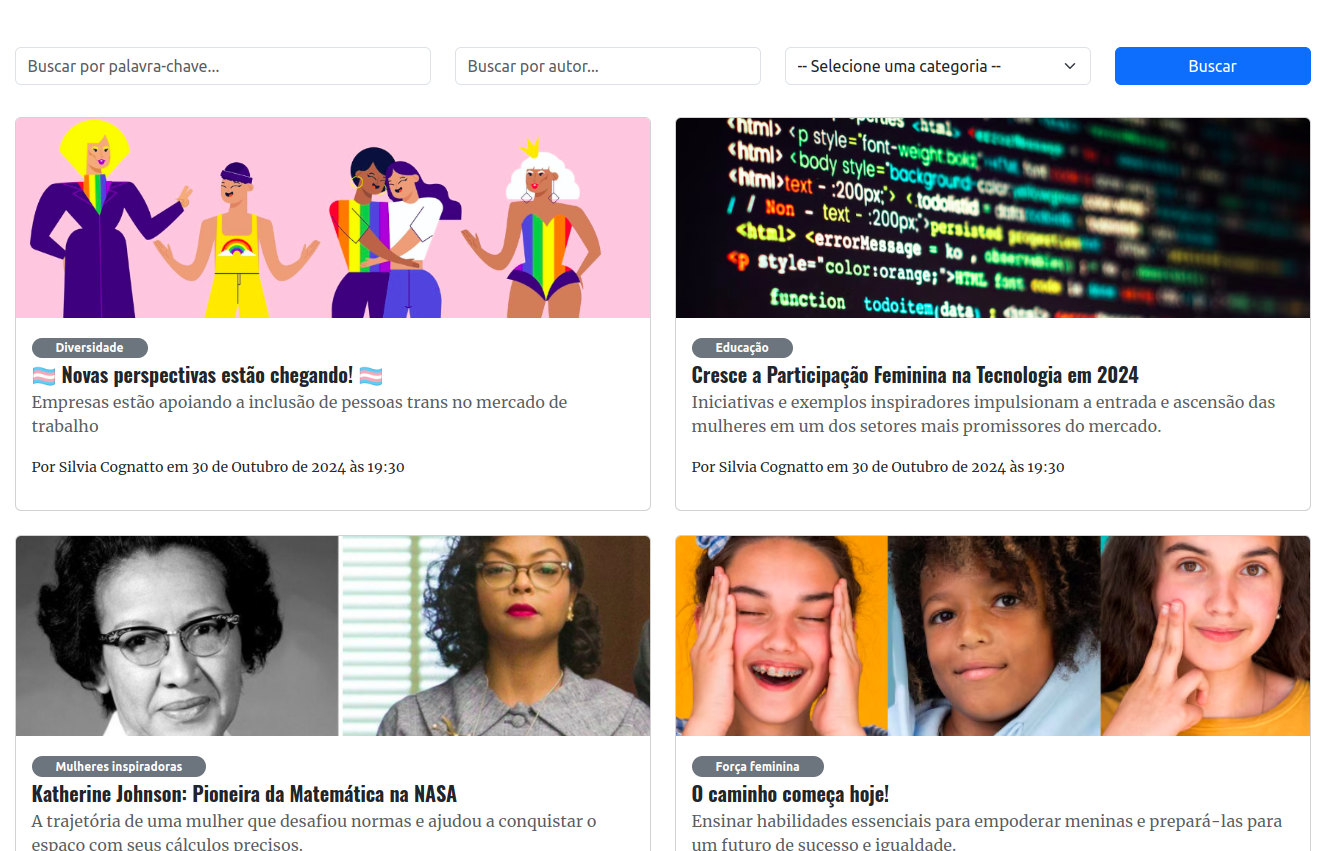 Buscar por palavra-chave...
Buscar por autor...
-- Selecione uma categoria --
Buscar
<html> <p style="font-weight:bold;"
<html> <body style="background-color
<html>text - :200px;"> <.todolistid
/ / Non - text - :200px;">persisted properties
<html> <errorMessage = ko , observable()
<p style="color:orange;">HTML font code is
function todoitem(data) :
Diversidade
🏳️‍⚧️ Novas perspectivas estão chegando! 🏳️‍⚧️
Empresas estão apoiando a inclusão de pessoas trans no mercado de
trabalho
Por Silvia Cognatto em 30 de Outubro de 2024 às 19:30
Educação
Cresce a Participação Feminina na Tecnologia em 2024
Iniciativas e exemplos inspiradores impulsionam a entrada e ascensão das
mulheres em um dos setores mais promissores do mercado.
Por Silvia Cognatto em 30 de Outubro de 2024 às 19:30
Mulheres inspiradoras
Katherine Johnson: Pioneira da Matemática na NASA
A trajetória de uma mulher que desafiou normas e ajudou a conquistar o
espaço com seus cálculos precisos.
Força feminina
O caminho começa hoje!
Ensinar habilidades essenciais para empoderar meninas e prepará-las para
um futuro de sucesso e igualdade.